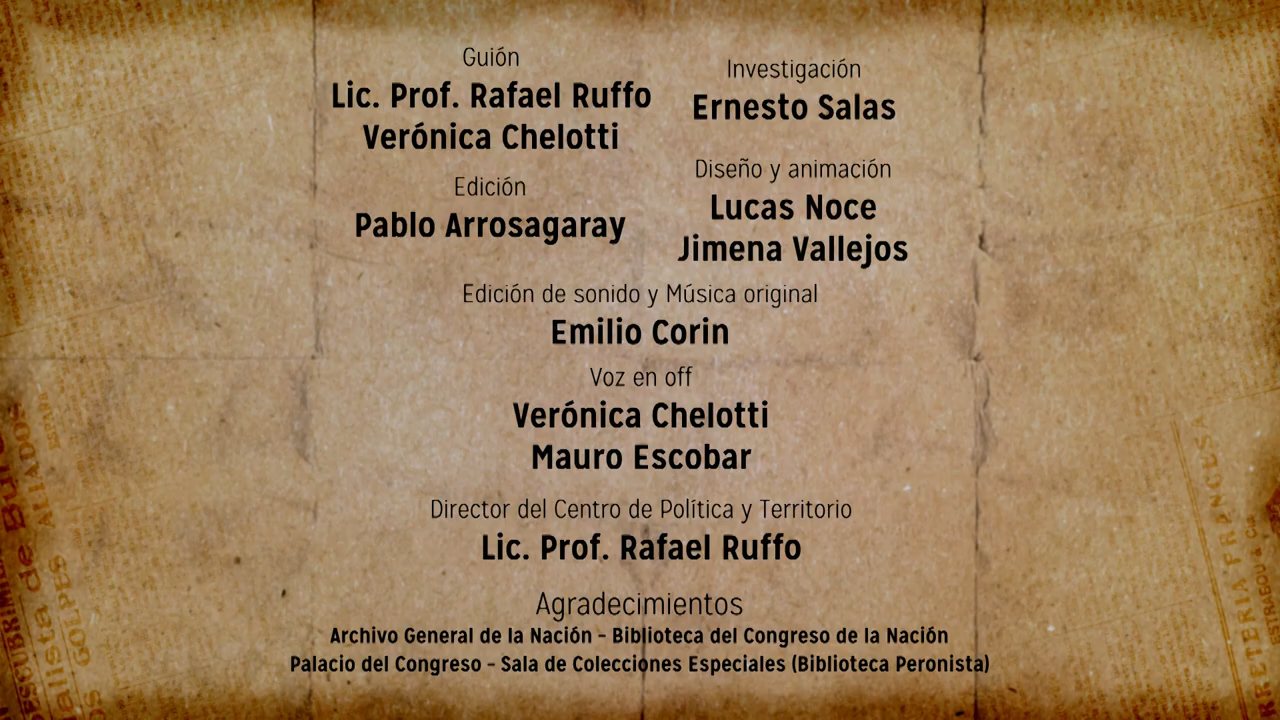 Guión
Lic. Prof. Rafael Ruffo
Verónica Chelotti
Investigación
Ernesto Salas
Edición
Pablo Arrosagaray
Diseño y animación
Lucas Noce
Jimena Vallejos
Edición de sonido y Música original
Emilio Corin
Voz en off
Verónica Chelotti
Mauro Escobar
Director del Centro de Política y Territorio
Lic. Prof. Rafael Ruffo
Agradecimientos
Archivo General de la Nación - Biblioteca del Congreso de la Nación
Palacio del Congreso - Sala de Colecciones Especiales (Biblioteca Peronista)
ALIADOS
GOLPES
FRANCESA